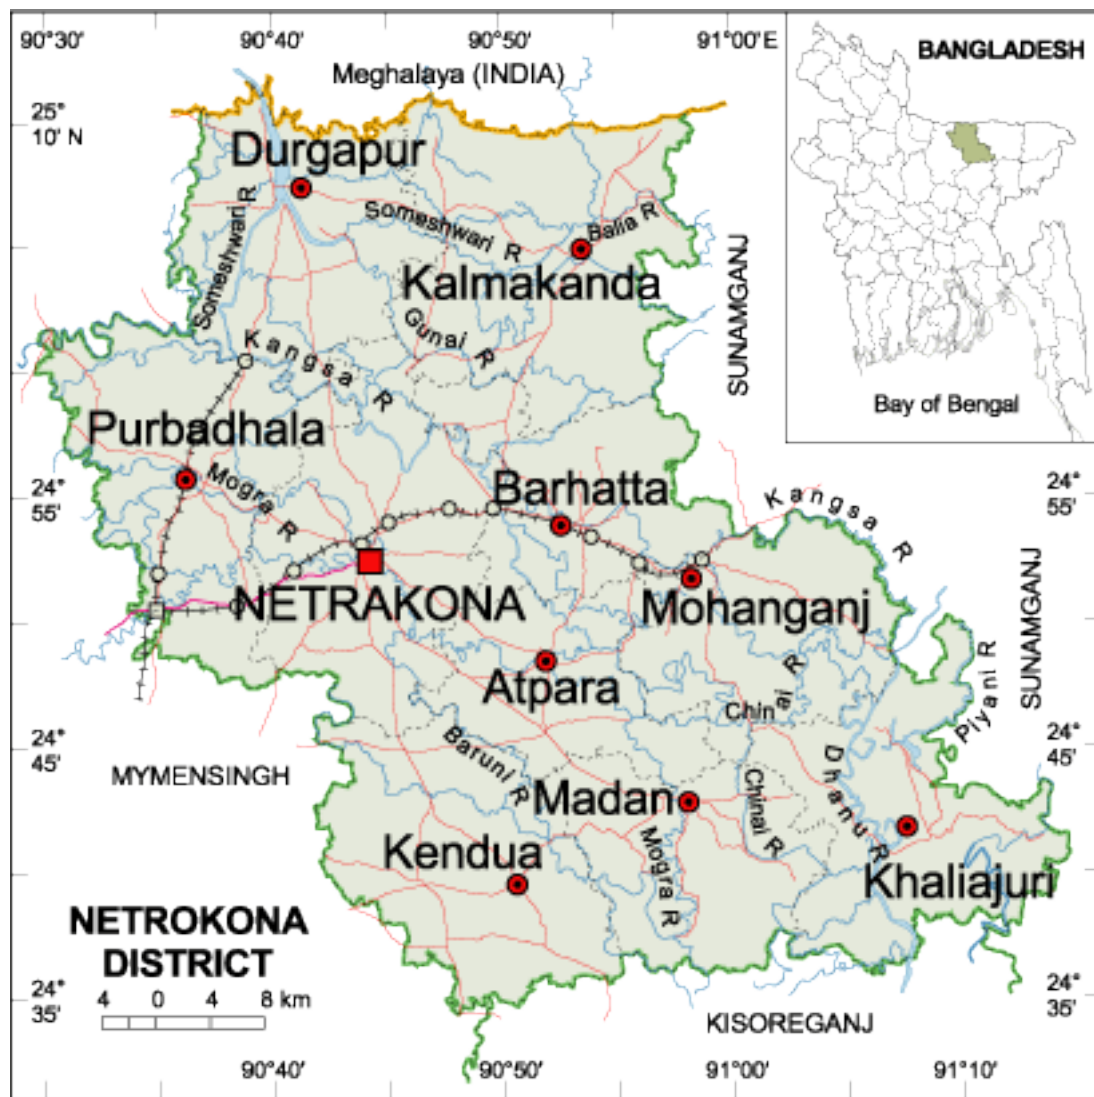 90°30'
90°40'
90°50'
91°00' E
Meghalaya (INDIA)
BANGLADESH
25°
10' N
Durgapur
Someshwari R
Someshwari R
Balia R
Kalmakanda
SUNAMGANJ
Gunai R
Kangsa R
Bay of Bengal
Purbadhala
Mogra R
Barhatta
24°
55'
24°
55'
Kangsa R
NETRAKONA
Mohanganj
SUNAMGANJ
Atpara
Chinai R
Piyani R
24°
45'
24°
45'
MYMENSINGH
Baruni R
Madan
Chinai R
Dhanu R
Mogra R
Kendua
Khaliajuri
NETROKONA
DISTRICT
4 0 4 8 km
24°
35'
24°
35'
KISOREGANJ
90°40'
90°50'
91°00'
91°10'